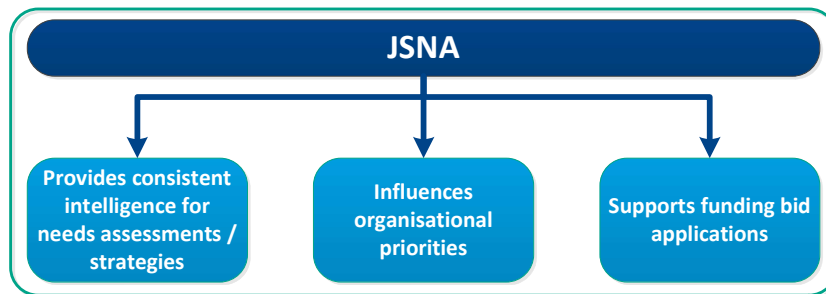 JSNA
Provides consistent
intelligence for
needs assessments /
strategies
Influences
organisational
priorities
Supports funding bid
applications